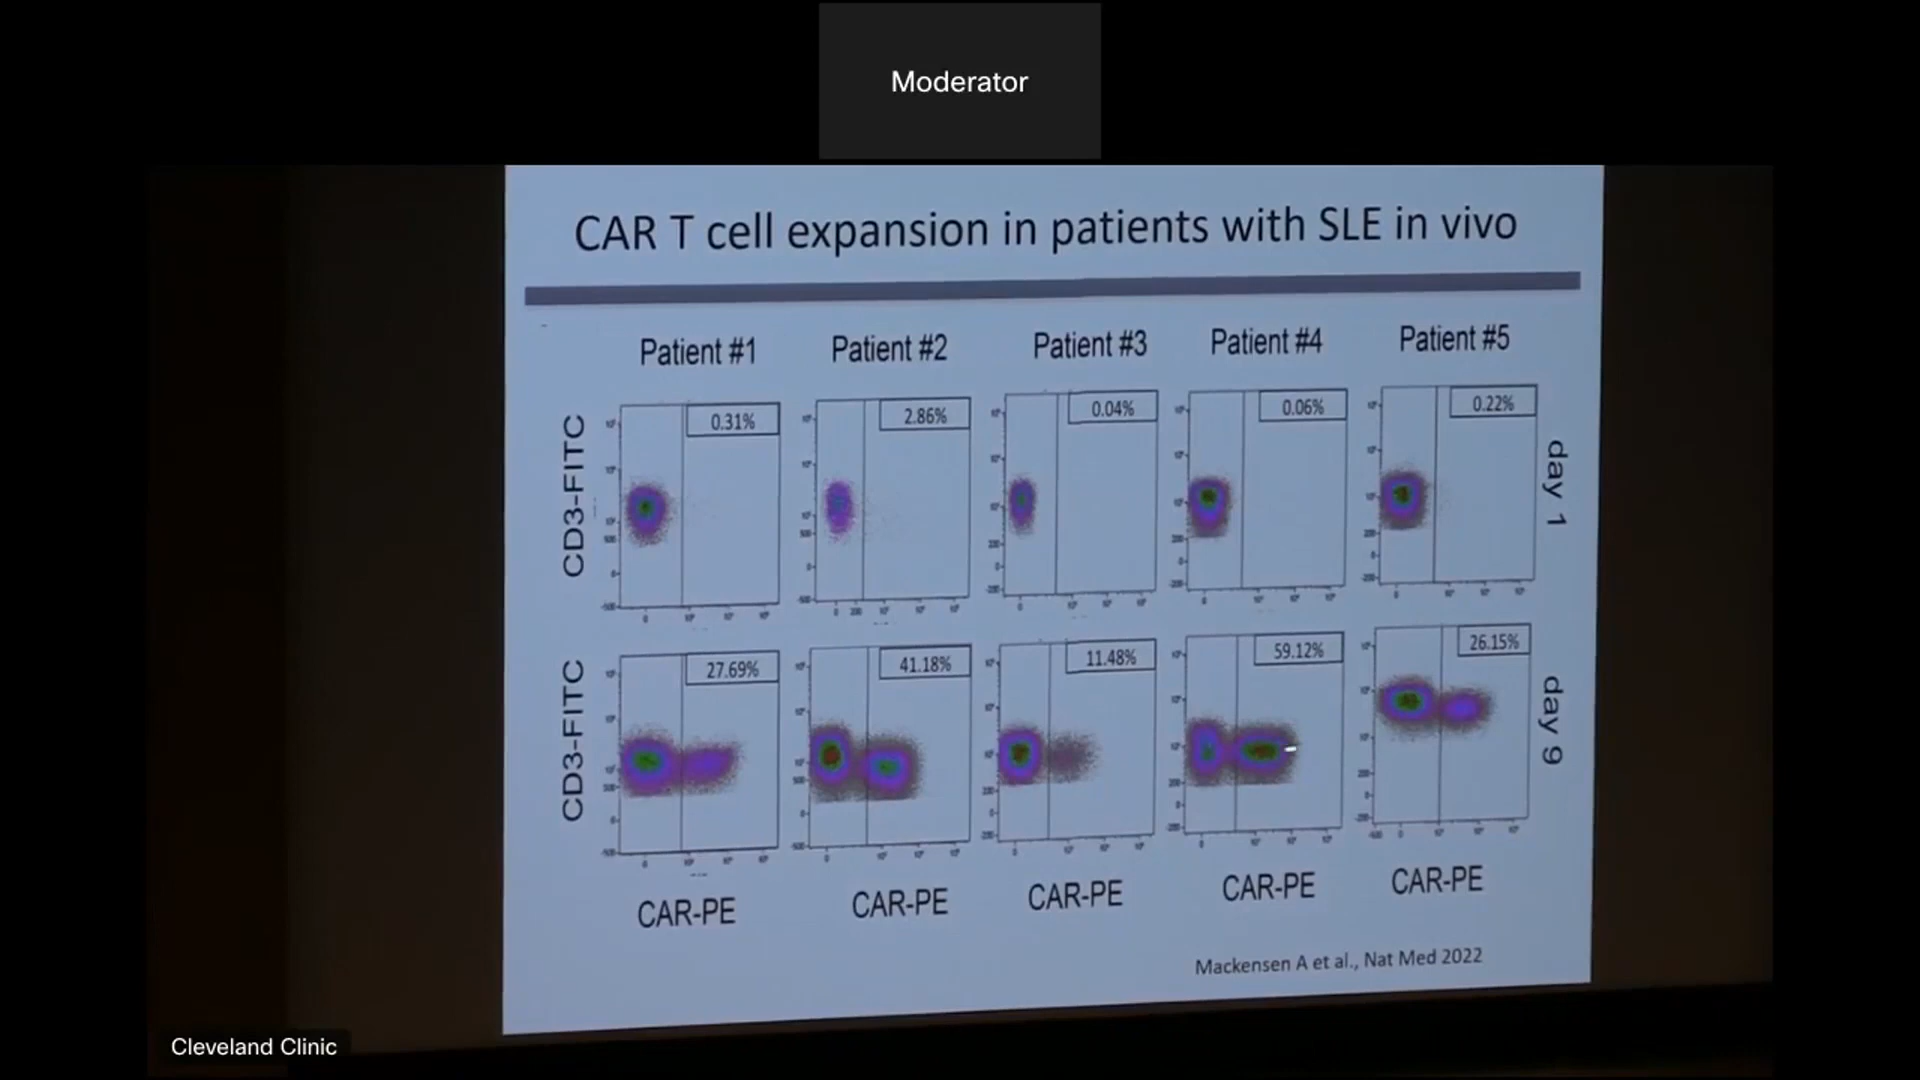 Moderator
CAR T cell expansion in patients with SLE in vivo
Patient #1 Patient #2 Patient #3 Patient #4 Patient #5
0.31% 2.86% 0.04% 0.06% 0.22%
CD3-FITC
day 1
27.69% 41.18% 11.48% 59.12% 26.15%
CD3-FITC
day 9
CAR-PE CAR-PE CAR-PE CAR-PE CAR-PE
Mackensen A et al., Nat Med 2022
Cleveland Clinic